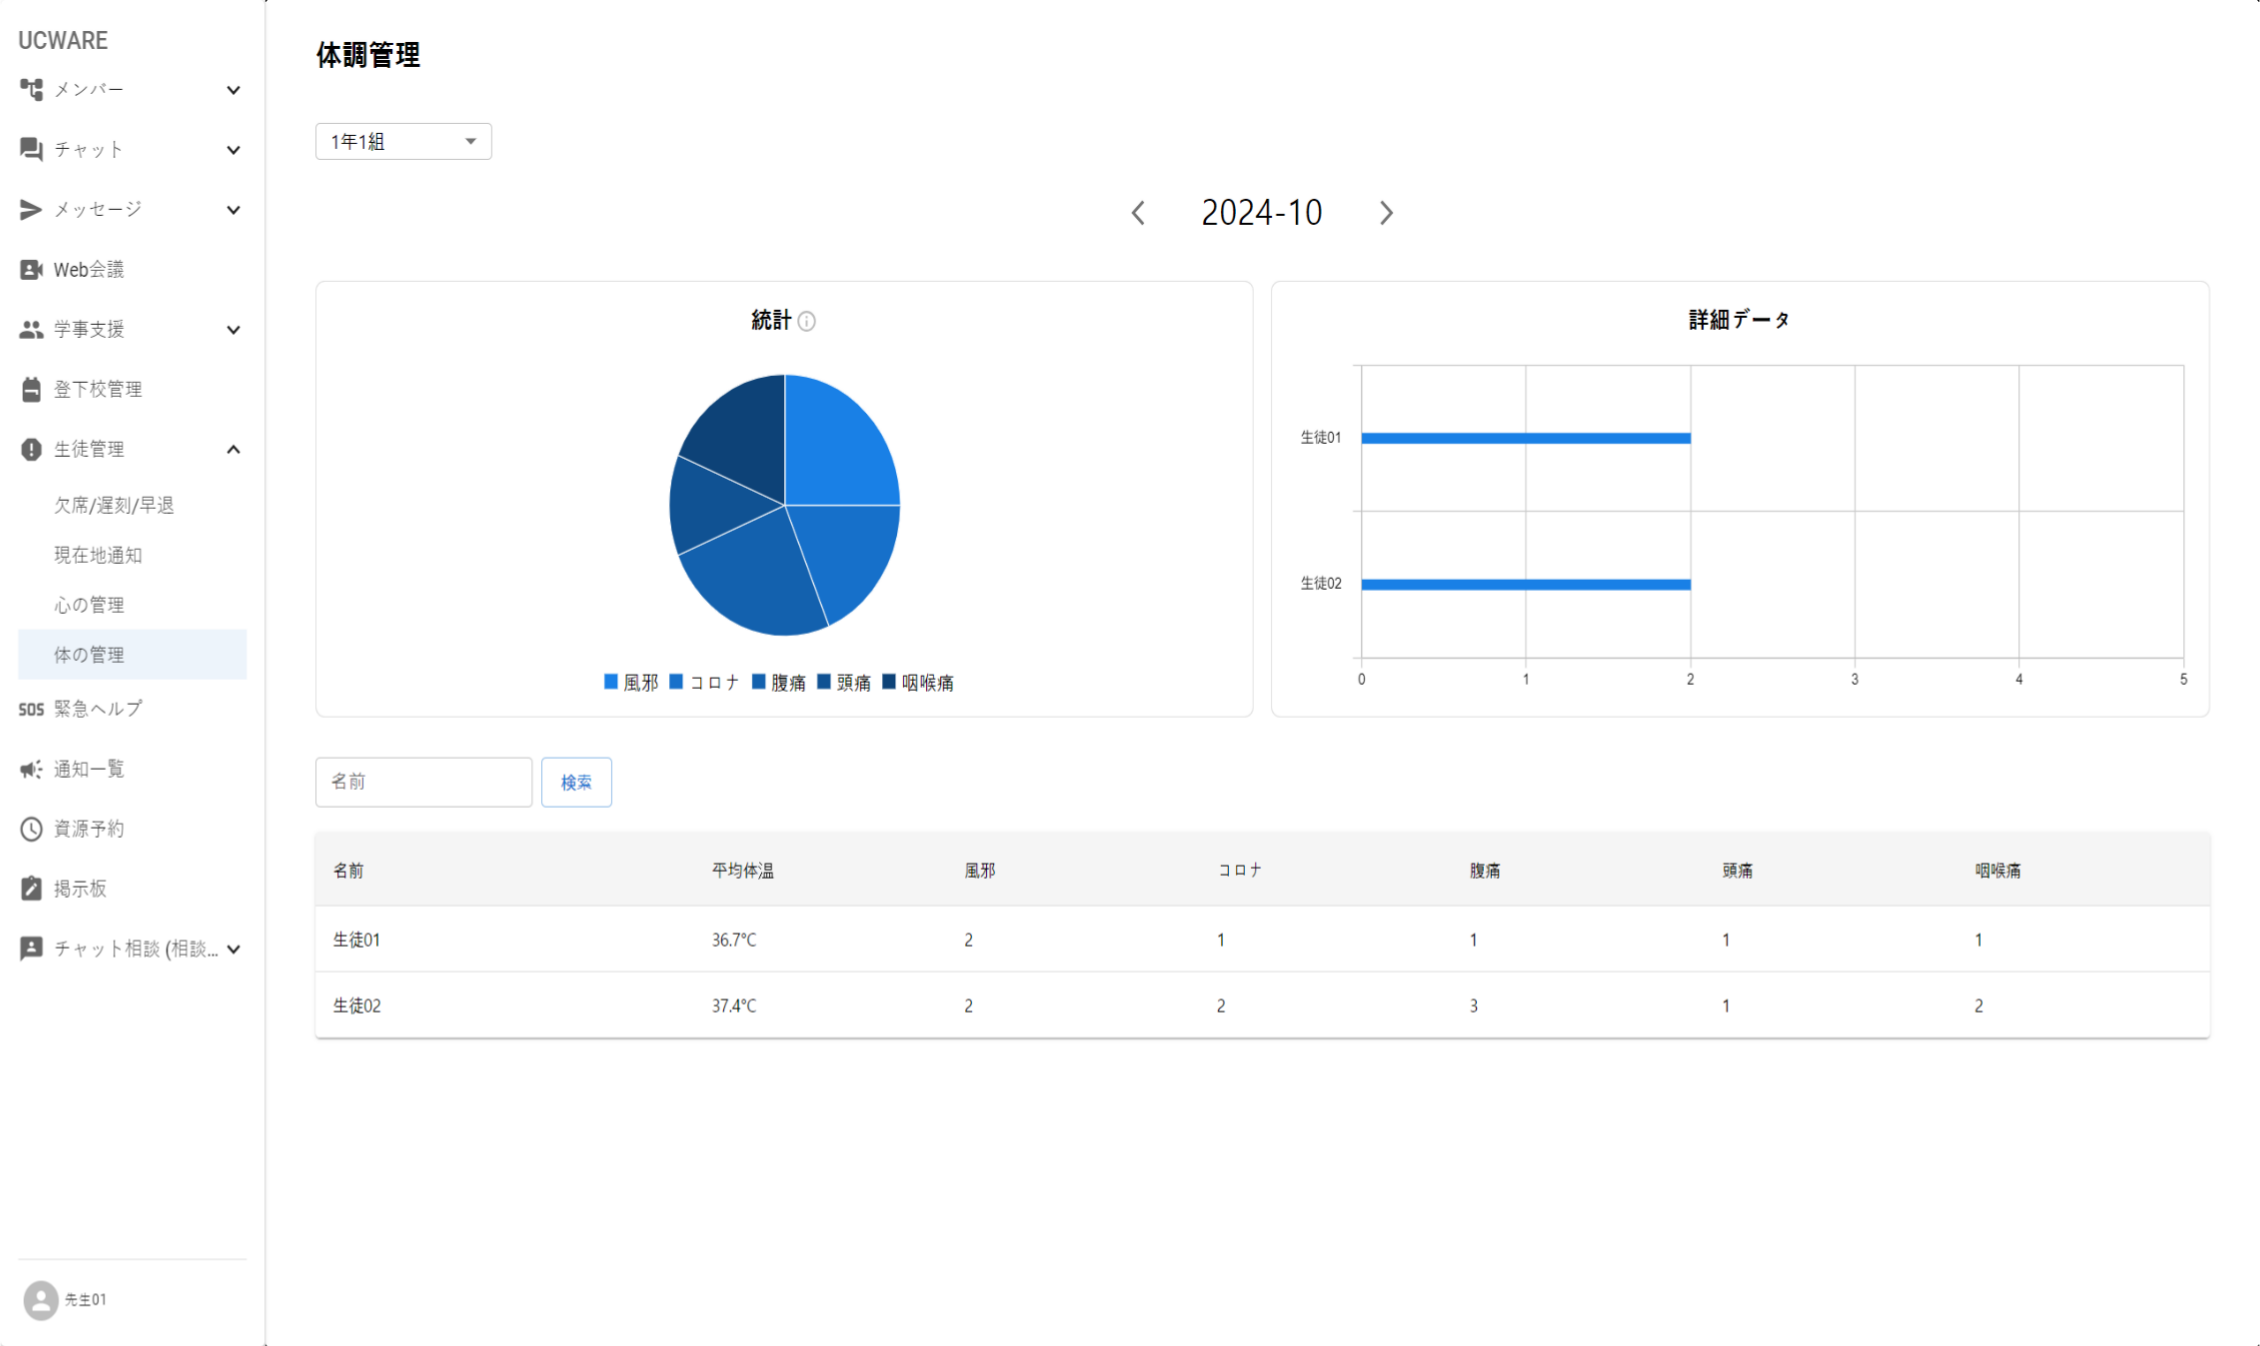 UCWARE
メンバー
チャット
メッセージ
Web会議
学事支援
登下校管理
生徒管理
欠席/遅刻/早退
現在地通知
心の管理
体の管理
SOS 緊急ヘルプ
通知一覧
資源予約
掲示板
チャット相談 (相談...
先生01
体調管理
1年1組
2024-10
統計
風邪 コロナ 腹痛 頭痛 咽喉痛
詳細データ
生徒01
生徒02
0 1 2 3 4 5
名前 検索
名前 平均体温 風邪 コロナ 腹痛 頭痛 咽喉痛
生徒01 36.7°C 2 1 1 1 1
生徒02 37.4°C 2 2 3 1 2